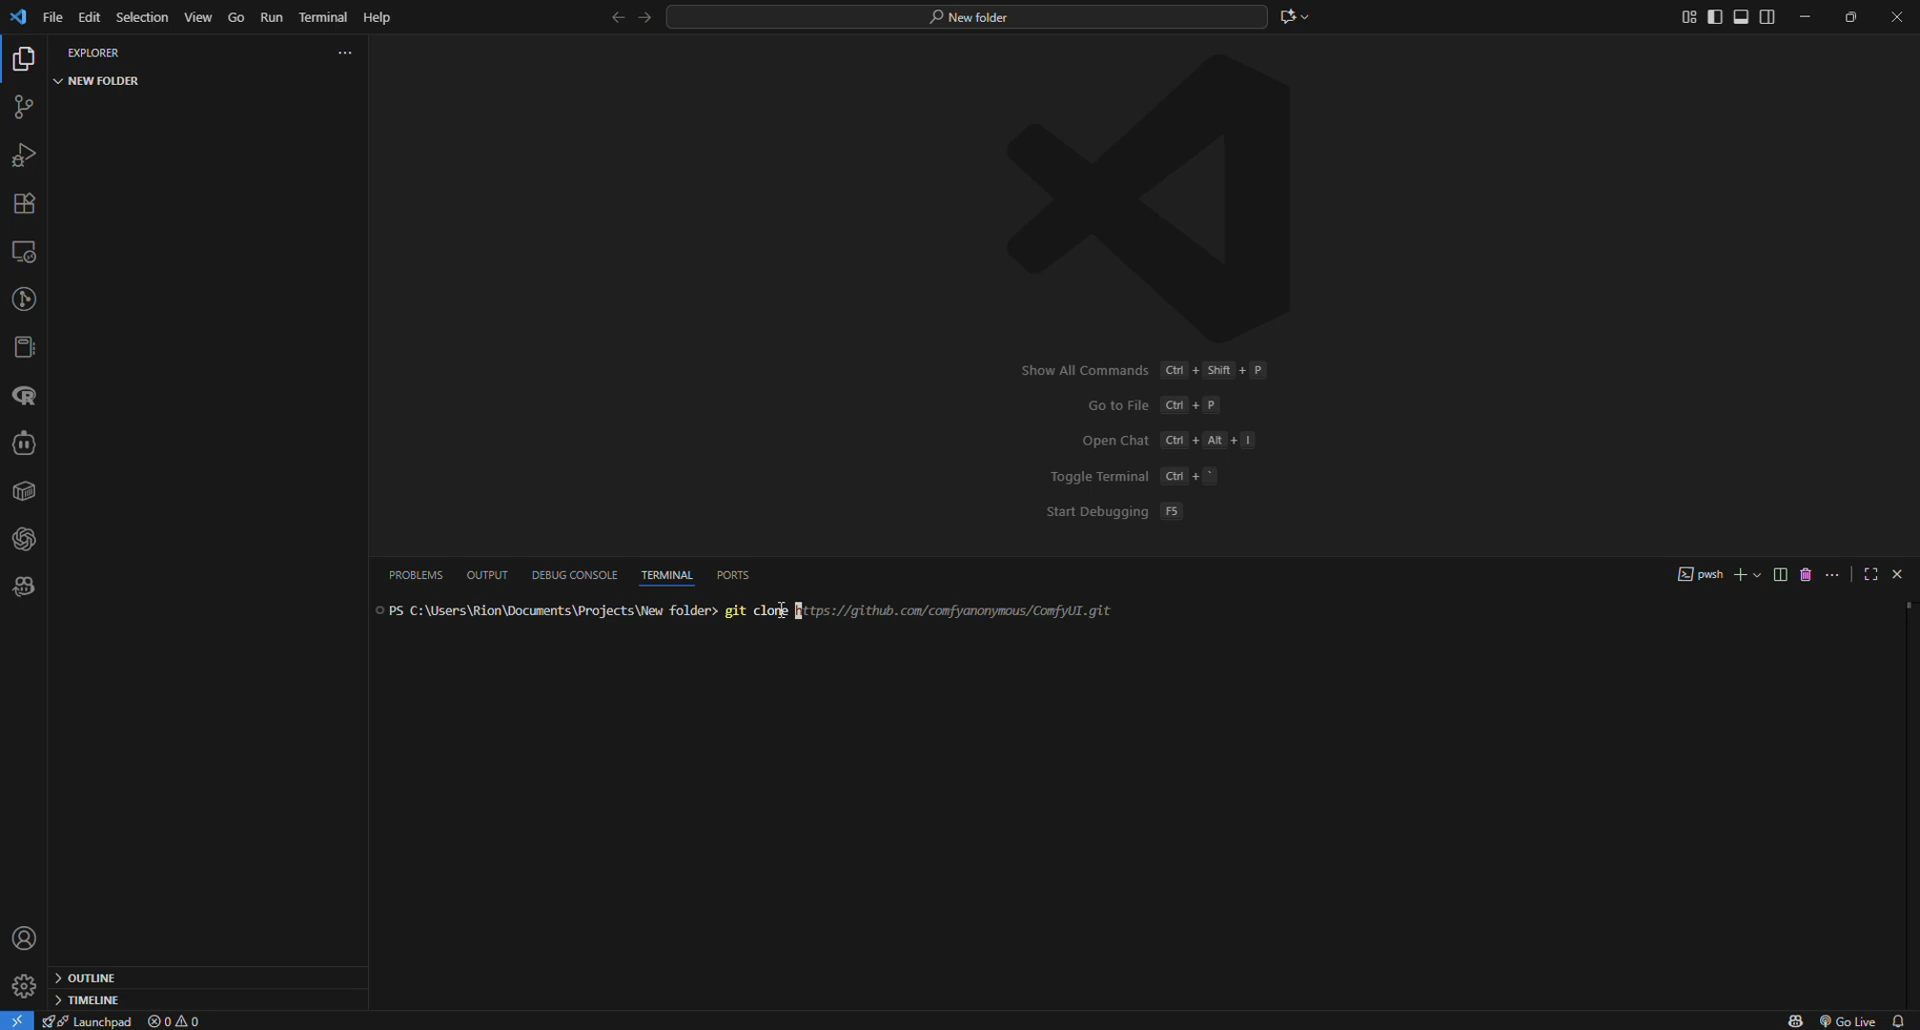 File Edit Selection View Go Run Terminal Help
New folder
EXPLORER
NEW FOLDER
Show All Commands Ctrl + Shift + P
Go to File Ctrl + P
Open Chat Ctrl + Alt + I
Toggle Terminal Ctrl + `
Start Debugging F5
PROBLEMS OUTPUT DEBUG CONSOLE TERMINAL PORTS
pwsh
PS C:\Users\Rion\Documents\Projects\New folder> git clone https://github.com/comfyanonymous/ComfyUI.git
OUTLINE
TIMELINE
Launchpad 0 0 Go Live